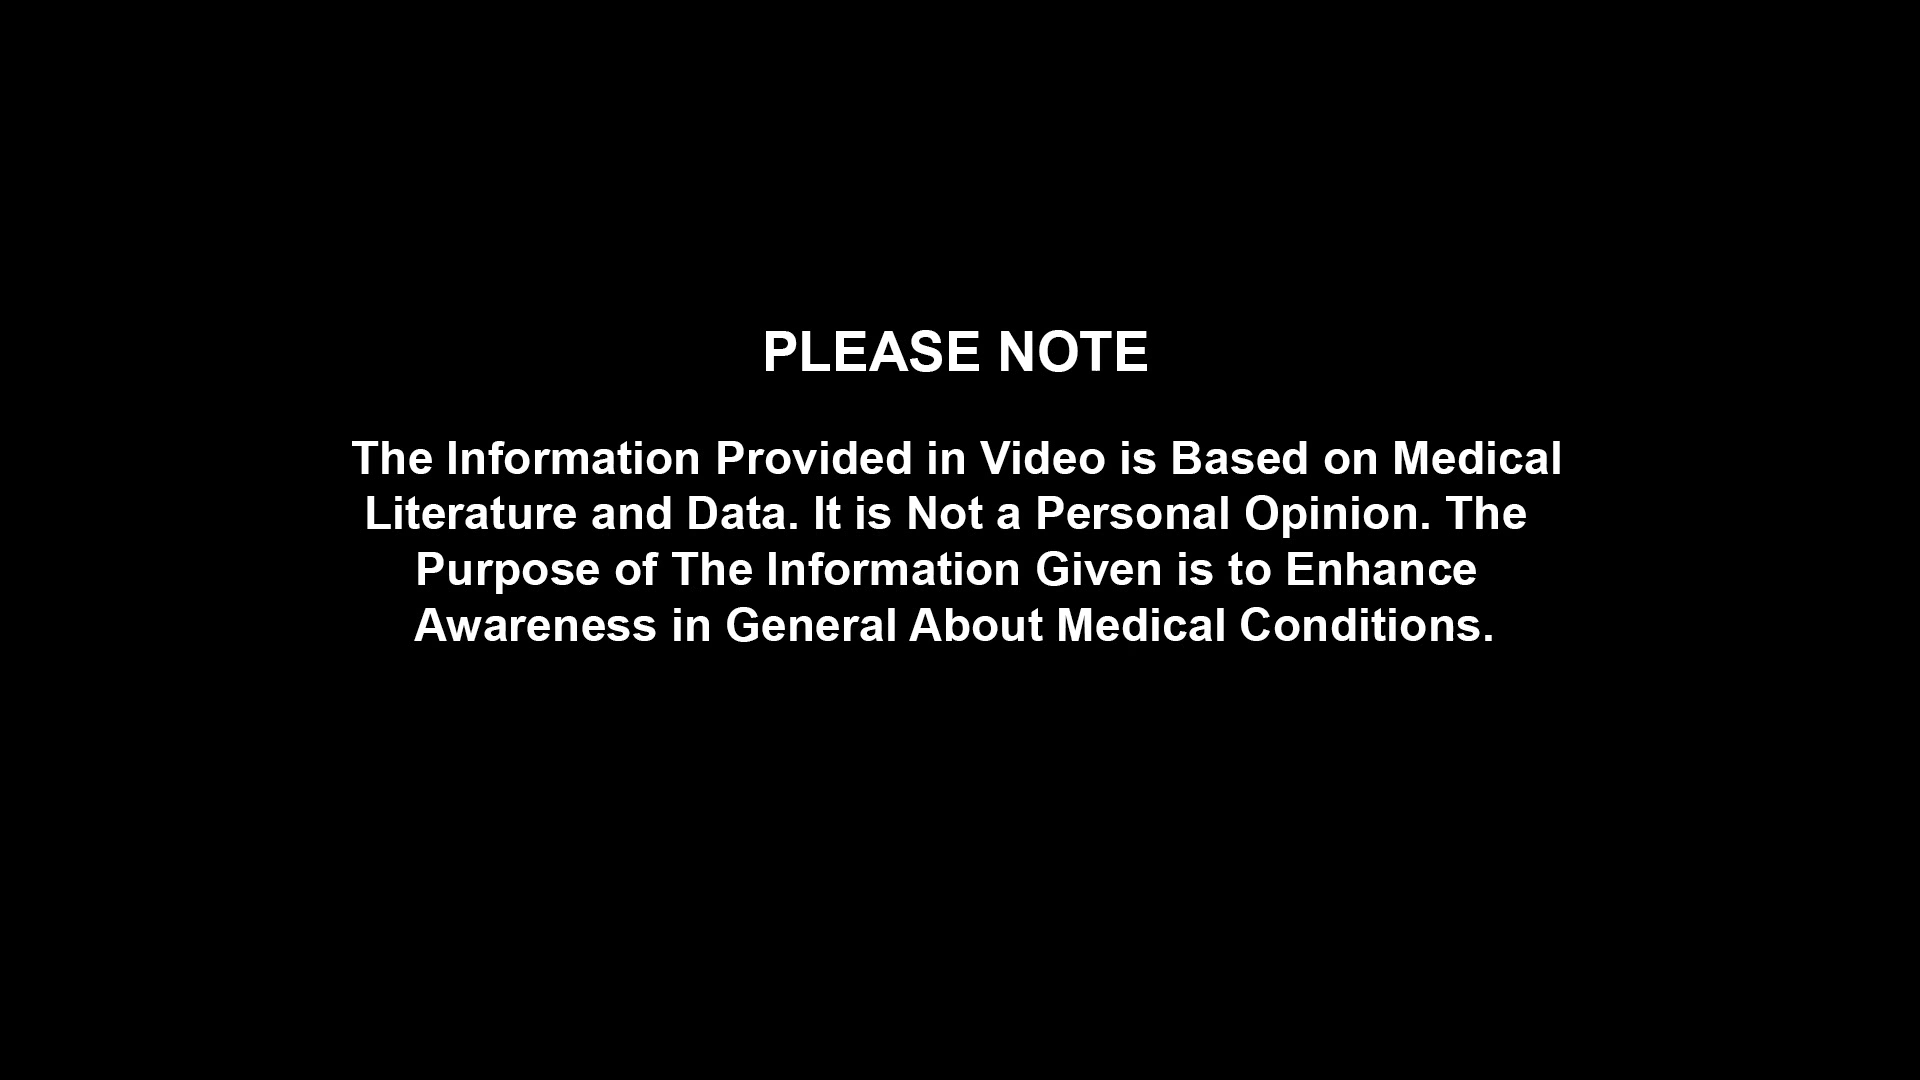 PLEASE NOTE
The Information Provided in Video is Based on Medical
Literature and Data. It is Not a Personal Opinion. The
Purpose of The Information Given is to Enhance
Awareness in General About Medical Conditions.